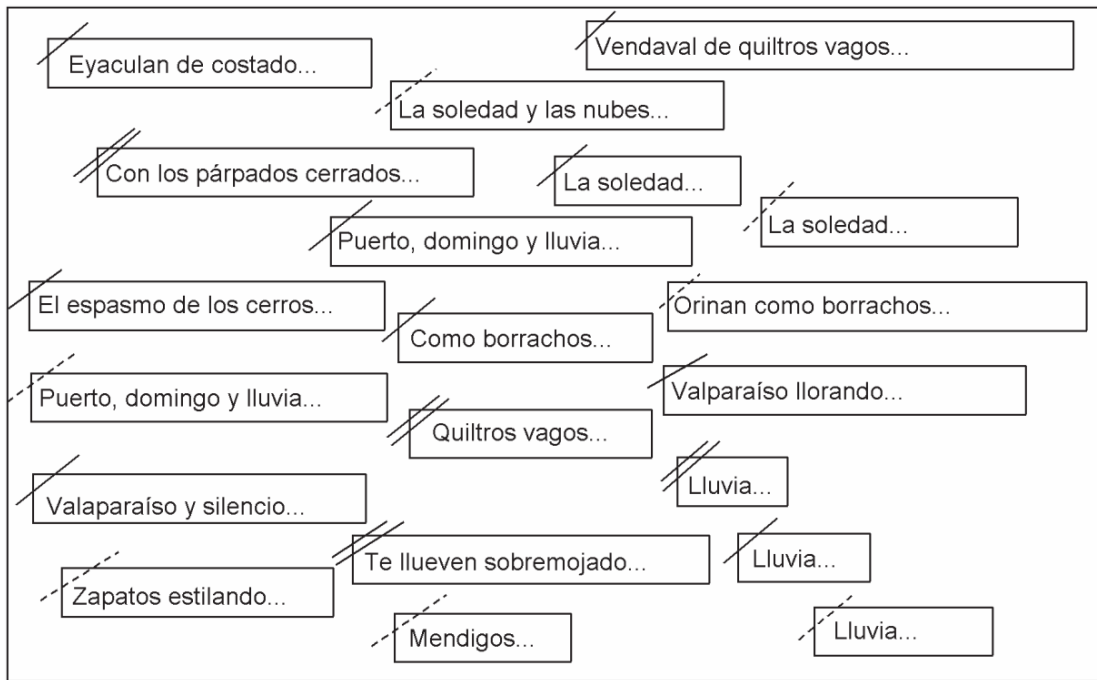 Eyaculan de costado...
Vendaval de quiltros vagos...
La soledad y las nubes...
Con los párpados cerrados...
La soledad...
La soledad...
Puerto, domingo y lluvia...
El espasmo de los cerros...
Orinan como borrachos...
Como borrachos...
Puerto, domingo y lluvia...
Valparaíso llorando...
Quiltros vagos...
Lluvia...
Valaparaíso y silencio...
Te llueven sobremojado...
Lluvia...
Zapatos estilando...
Mendigos...
Lluvia...